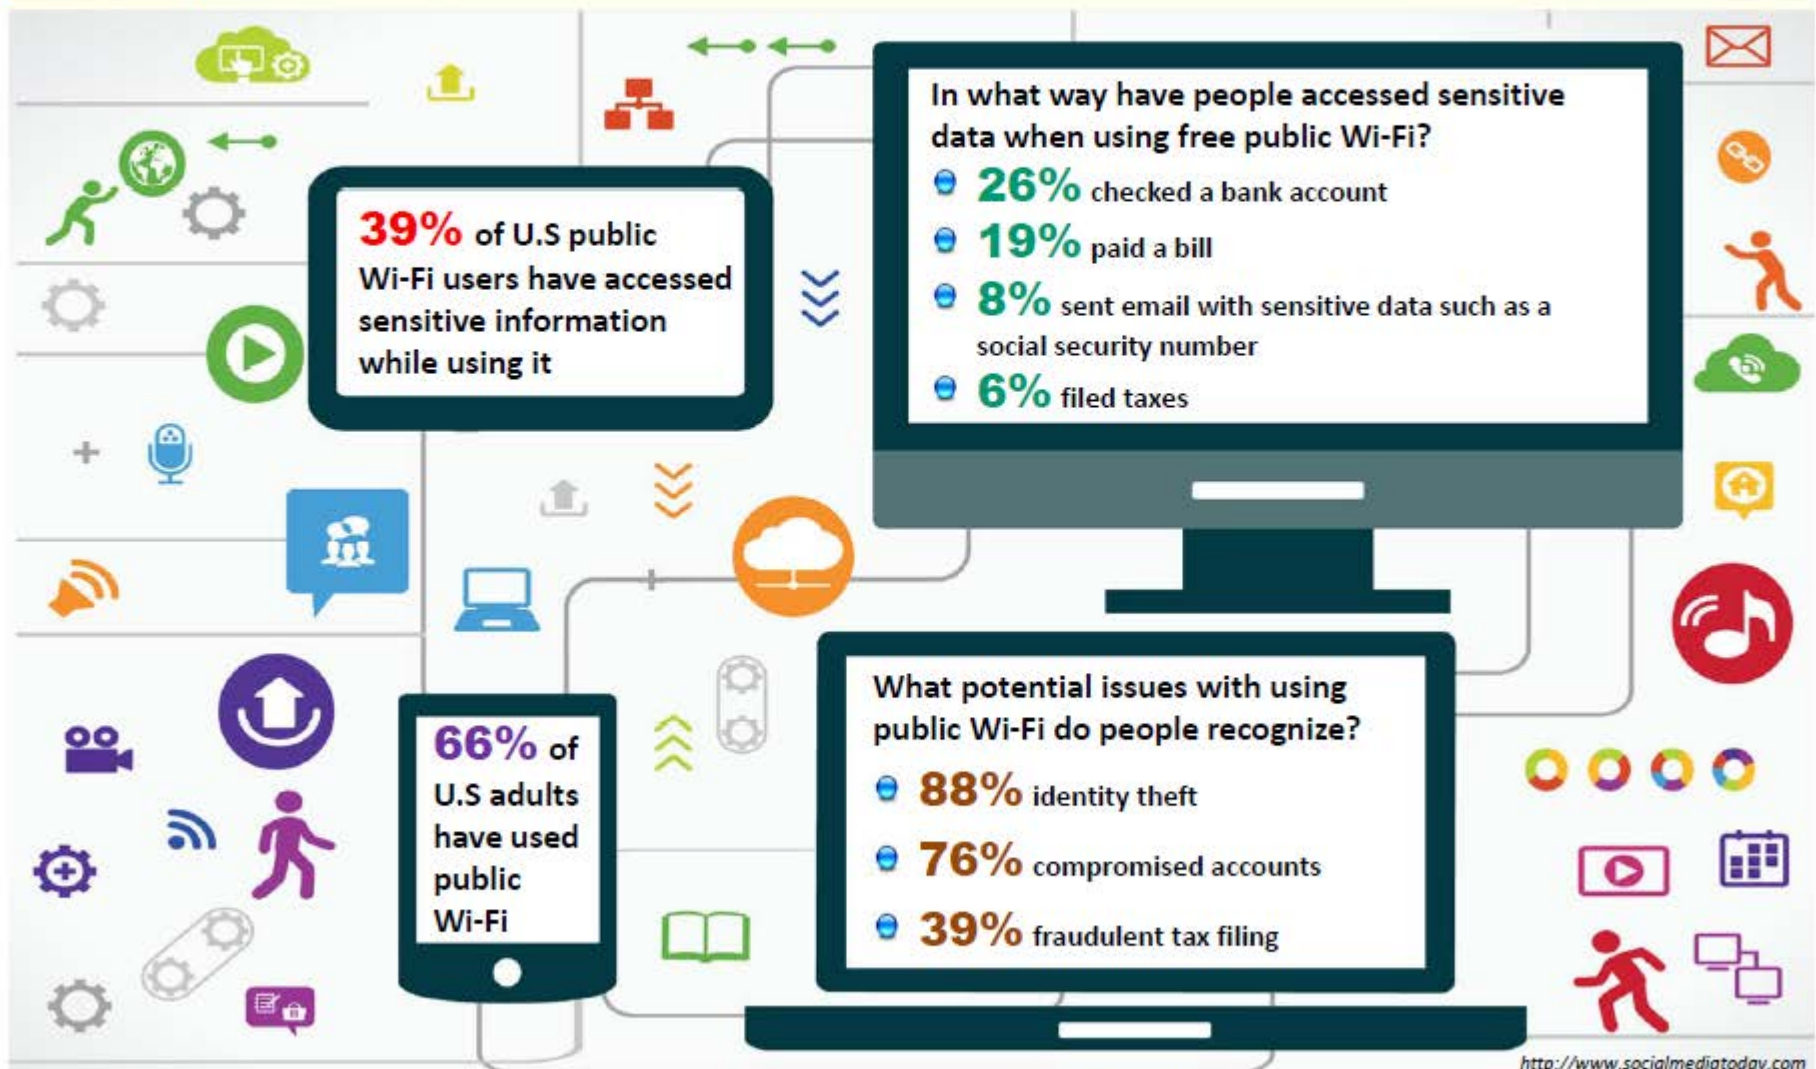 39% of U.S public
Wi-Fi users have accessed
sensitive information
while using it
In what way have people accessed sensitive
data when using free public Wi-Fi?
26% checked a bank account
19% paid a bill
8% sent email with sensitive data such as a
social security number
6% filed taxes
66% of
U.S adults
have used
public
Wi-Fi
What potential issues with using
public Wi-Fi do people recognize?
88% identity theft
76% compromised accounts
39% fraudulent tax filing
http://www.socialmediatoday.com